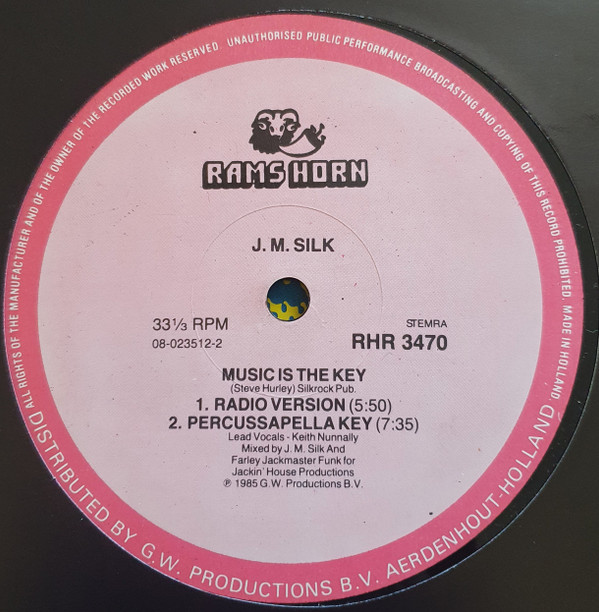 ALL RIGHTS OF THE MANUFACTURER AND OF THE OWNER OF THE RECORDED WORK RESERVED. UNAUTHORISED PUBLIC PERFORMANCE BROADCASTING AND COPYING OF THIS RECORD PROHIBITED. MADE IN HOLLAND
RAMS HORN
J. M. SILK
33⅓ RPM
STEMRA
08-023512-2
RHR 3470
MUSIC IS THE KEY
(Steve Hurley) Silkrock Pub.
1. RADIO VERSION (5:50)
2. PERCUSSAPELLA KEY (7:35)
Lead Vocals - Keith Nunnally
Mixed by J. M. Silk And
Farley Jackmaster Funk for
Jackin' House Productions
℗ 1985 G.W. Productions B.V.
DISTRIBUTED BY G.W. PRODUCTIONS B.V. AERDENHOUT-HOLLAND